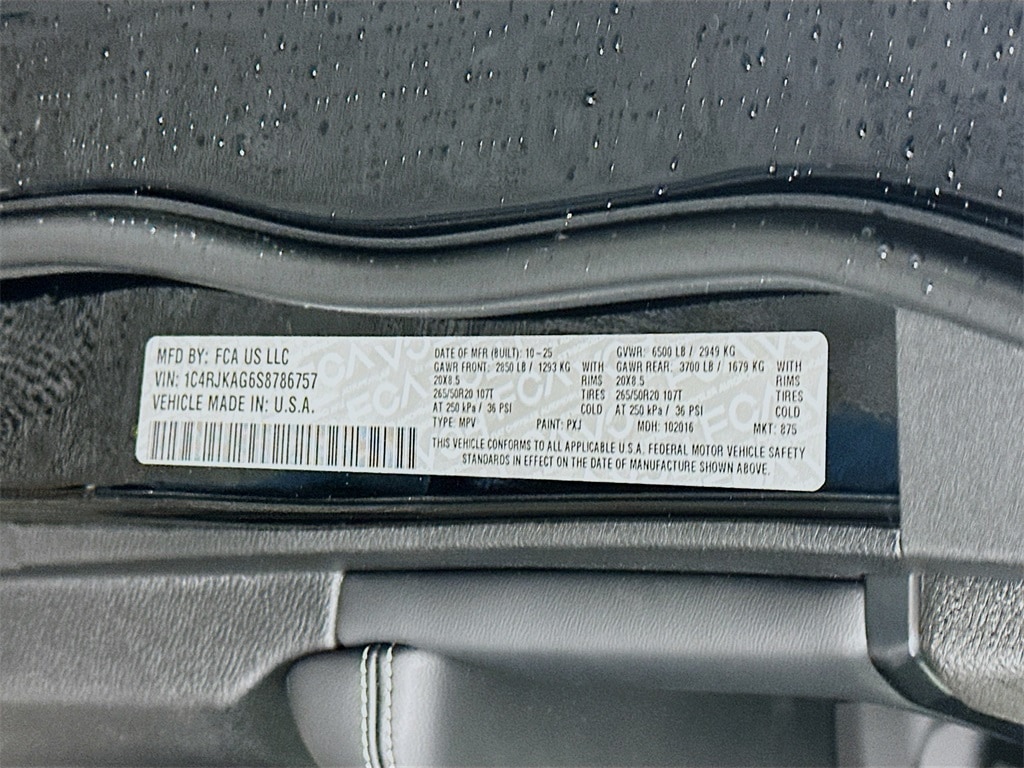 MFD BY: FCA US LLC
VIN: 1C4RJKAG6S8786757
VEHICLE MADE IN: U.S.A.
DATE OF MFR (BUILT): 10-25 GVWR: 6500 LB / 2949 KG
GAWR FRONT: 2850 LB / 1293 KG WITH GAWR REAR: 3700 LB / 1679 KG WITH
20X8.5 RIMS 20X8.5 RIMS
265/50R20 107T TIRES 265/50R20 107T TIRES
AT 250 kPa / 36 PSI COLD AT 250 kPa / 36 PSI COLD
TYPE: MPV PAINT: PXJ MDH: 102016 MKT: 875
THIS VEHICLE CONFORMS TO ALL APPLICABLE U.S.A. FEDERAL MOTOR VEHICLE SAFETY
STANDARDS IN EFFECT ON THE DATE OF MANUFACTURE SHOWN ABOVE.